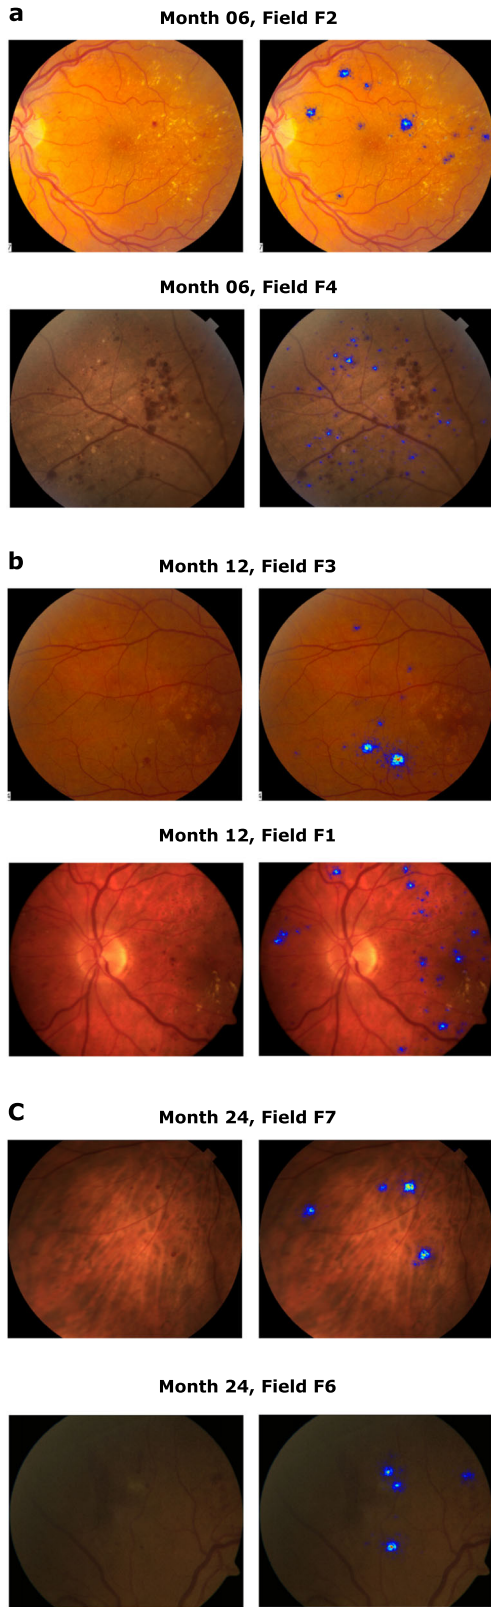 a
Month 06, Field F2
Month 06, Field F4
b
Month 12, Field F3
Month 12, Field F1
C
Month 24, Field F7
Month 24, Field F6